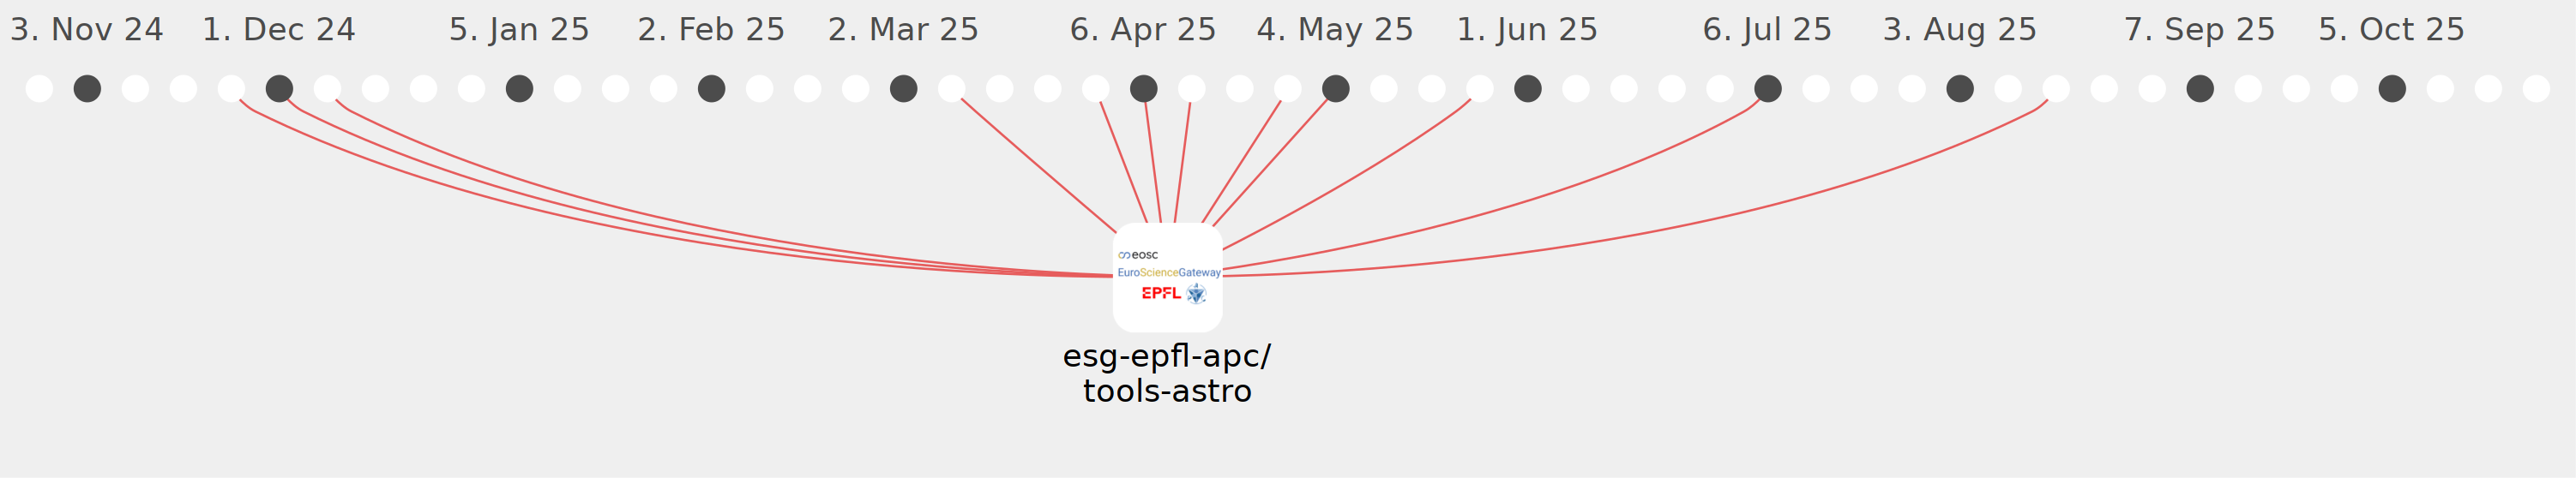 3. Nov 24 1. Dec 24 5. Jan 25 2. Feb 25 2. Mar 25 6. Apr 25 4. May 25 1. Jun 25 6. Jul 25 3. Aug 25 7. Sep 25 5. Oct 25
eosc
EuroScienceGateway
EPFL
esg-epfl-apc/
tools-astro